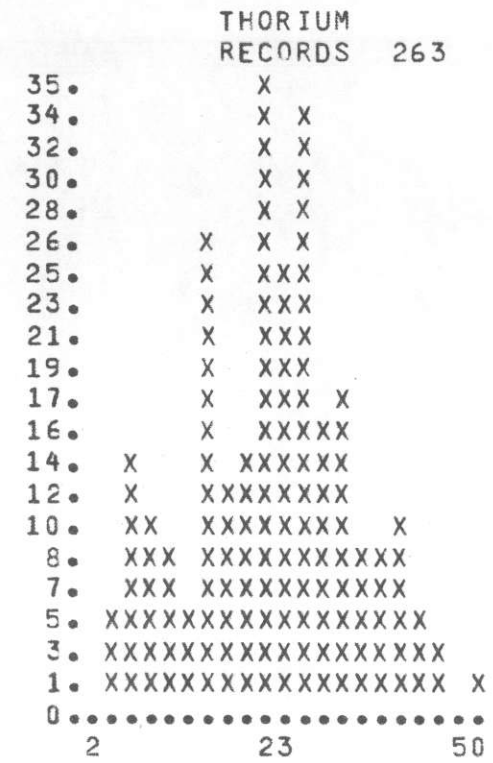 THORIUM
RECORDS 263
35. X
34. X X
32. X X
30. X X
28. X X
26. X X X
25. X XXX
23. X XXX
21. X XXX
19. X XXX
17. X XXX X
16. X XXXXX
14. X X XXXXXX
12. X XXXXXXXX
10. XX XXXXXXXX X
8. XXX XXXXXXXXXXX
7. XXX XXXXXXXXXXX
5. XXXXXXXXXXXXXXXXX
3. XXXXXXXXXXXXXXXXXX
1. XXXXXXXXXXXXXXXXXX X
0.....................
2 23 50